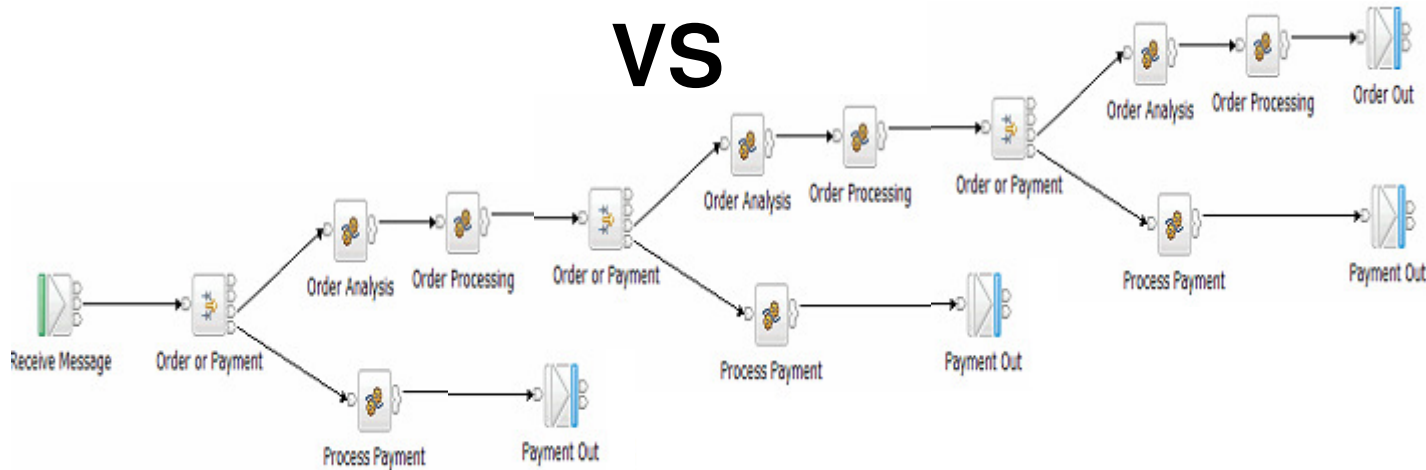 VS
Receive Message
Order or Payment
Order Analysis
Order Processing
Process Payment
Payment Out
Order or Payment
Order Analysis
Order Processing
Process Payment
Payment Out
Order or Payment
Order Analysis
Order Processing
Order Out
Process Payment
Payment Out